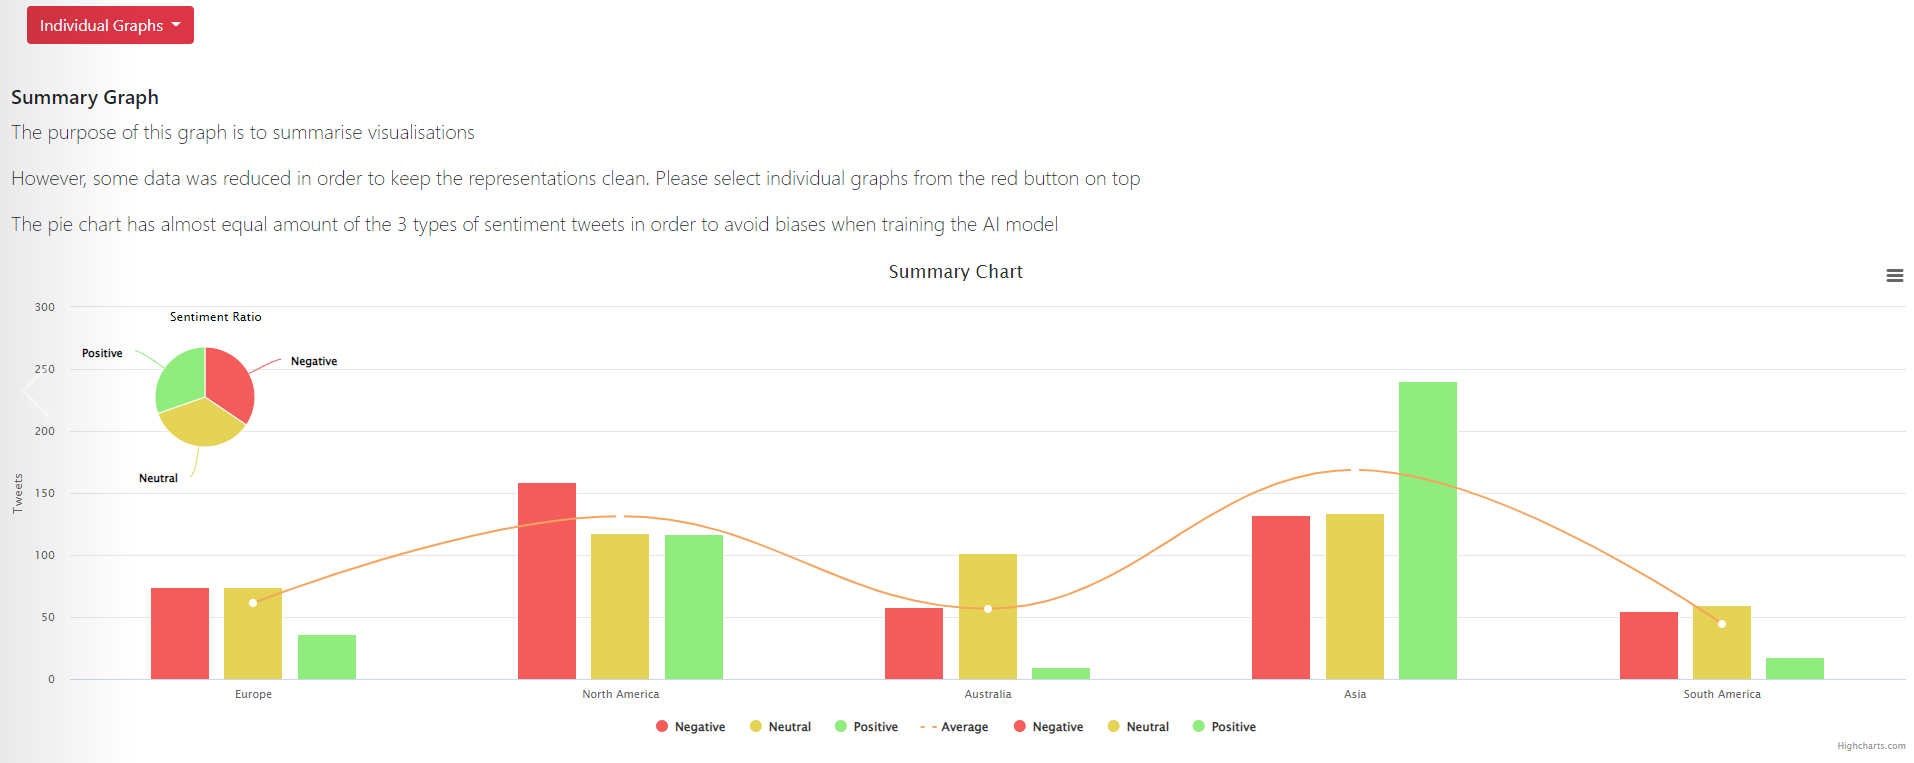 Individual Graphs
Summary Graph
The purpose of this graph is to summarise visualisations
However, some data was reduced in order to keep the representations clean. Please select individual graphs from the red button on top
The pie chart has almost equal amount of the 3 types of sentiment tweets in order to avoid biases when training the AI model
Summary Chart
Sentiment Ratio
Positive
Negative
Neutral
Tweets
300
250
200
150
100
50
0
Europe North America Australia Asia South America
Negative Neutral Positive Average Negative Neutral Positive
Highcharts.com